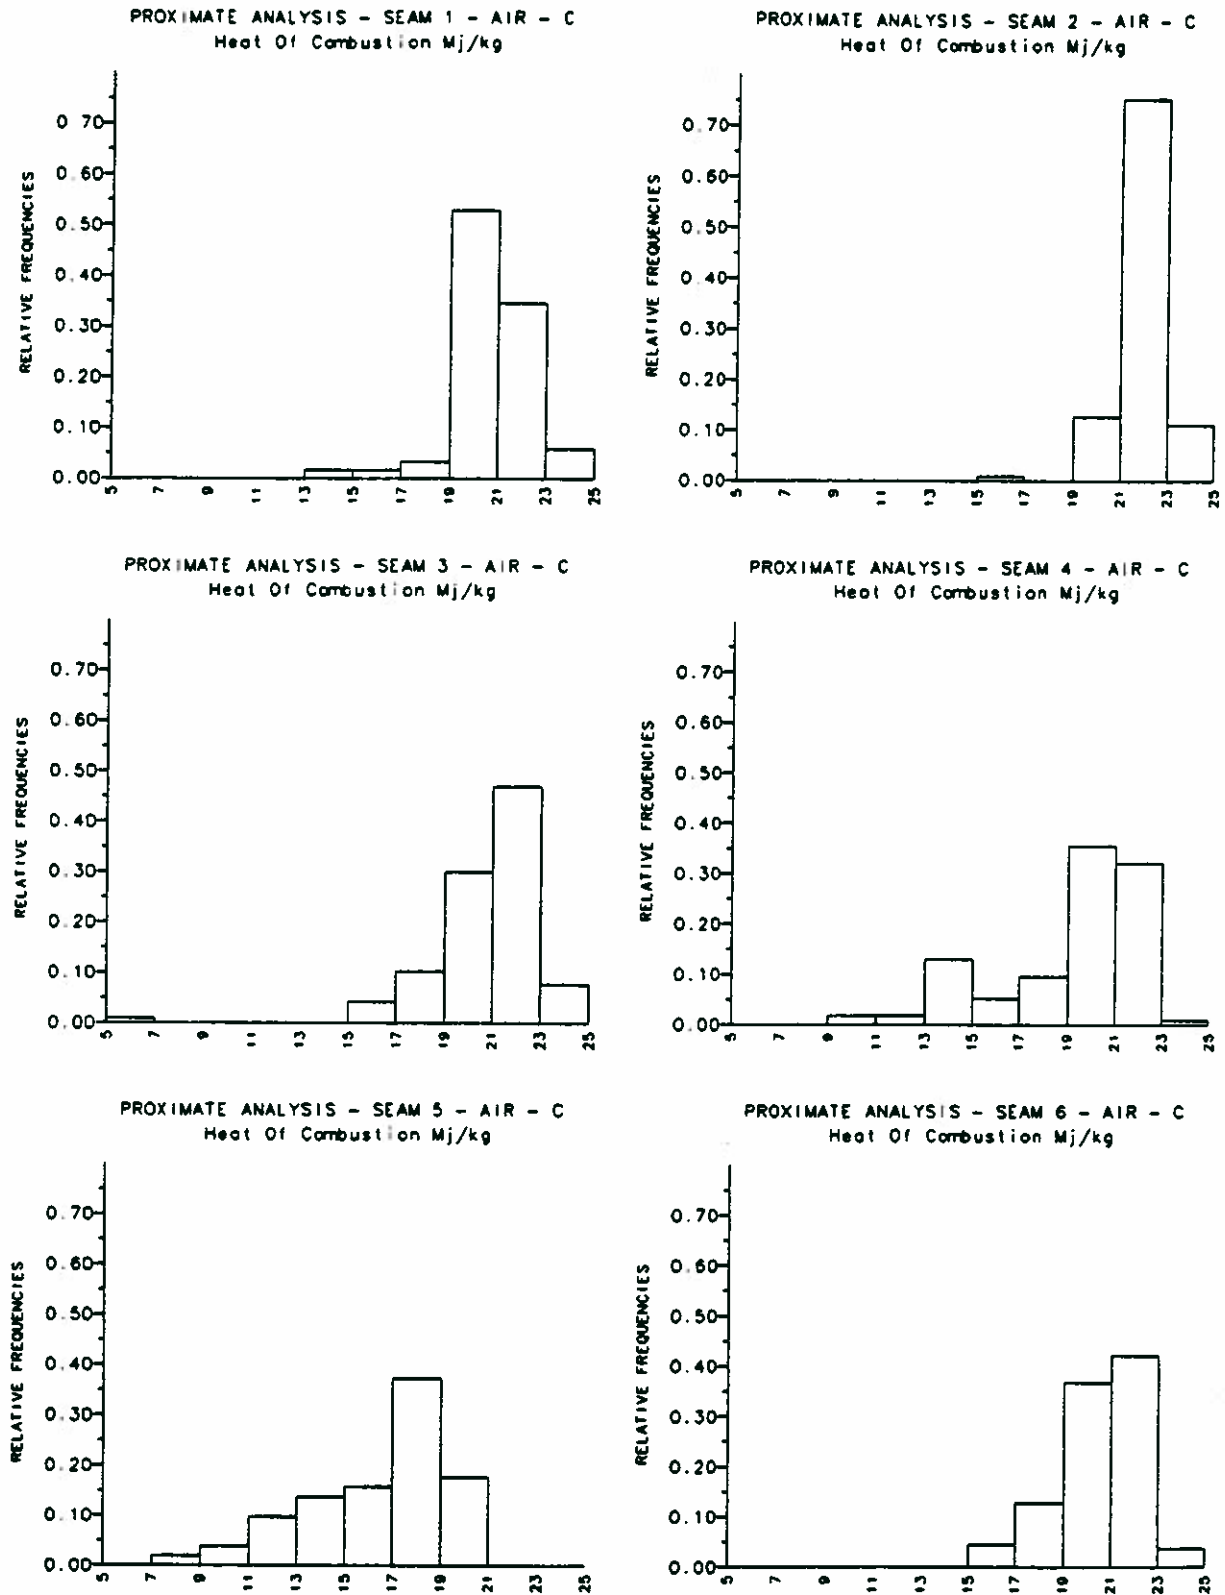 PROXIMATE ANALYSIS - SEAM 1 - AIR - C
Heat Of Combustion Mj/kg
RELATIVE FREQUENCIES
0.70
0.60
0.50
0.40
0.30
0.20
0.10
0.00
5 7 9 11 13 15 17 19 21 23 25
PROXIMATE ANALYSIS - SEAM 2 - AIR - C
Heat Of Combustion Mj/kg
RELATIVE FREQUENCIES
0.70
0.60
0.50
0.40
0.30
0.20
0.10
0.00
5 7 9 11 13 15 17 19 21 23 25
PROXIMATE ANALYSIS - SEAM 3 - AIR - C
Heat Of Combustion Mj/kg
RELATIVE FREQUENCIES
0.70
0.60
0.50
0.40
0.30
0.20
0.10
0.00
5 7 9 11 13 15 17 19 21 23 25
PROXIMATE ANALYSIS - SEAM 4 - AIR - C
Heat Of Combustion Mj/kg
RELATIVE FREQUENCIES
0.70
0.60
0.50
0.40
0.30
0.20
0.10
0.00
5 7 9 11 13 15 17 19 21 23 25
PROXIMATE ANALYSIS - SEAM 5 - AIR - C
Heat Of Combustion Mj/kg
RELATIVE FREQUENCIES
0.70
0.60
0.50
0.40
0.30
0.20
0.10
0.00
5 7 9 11 13 15 17 19 21 23 25
PROXIMATE ANALYSIS - SEAM 6 - AIR - C
Heat Of Combustion Mj/kg
RELATIVE FREQUENCIES
0.70
0.60
0.50
0.40
0.30
0.20
0.10
0.00
5 7 9 11 13 15 17 19 21 23 25